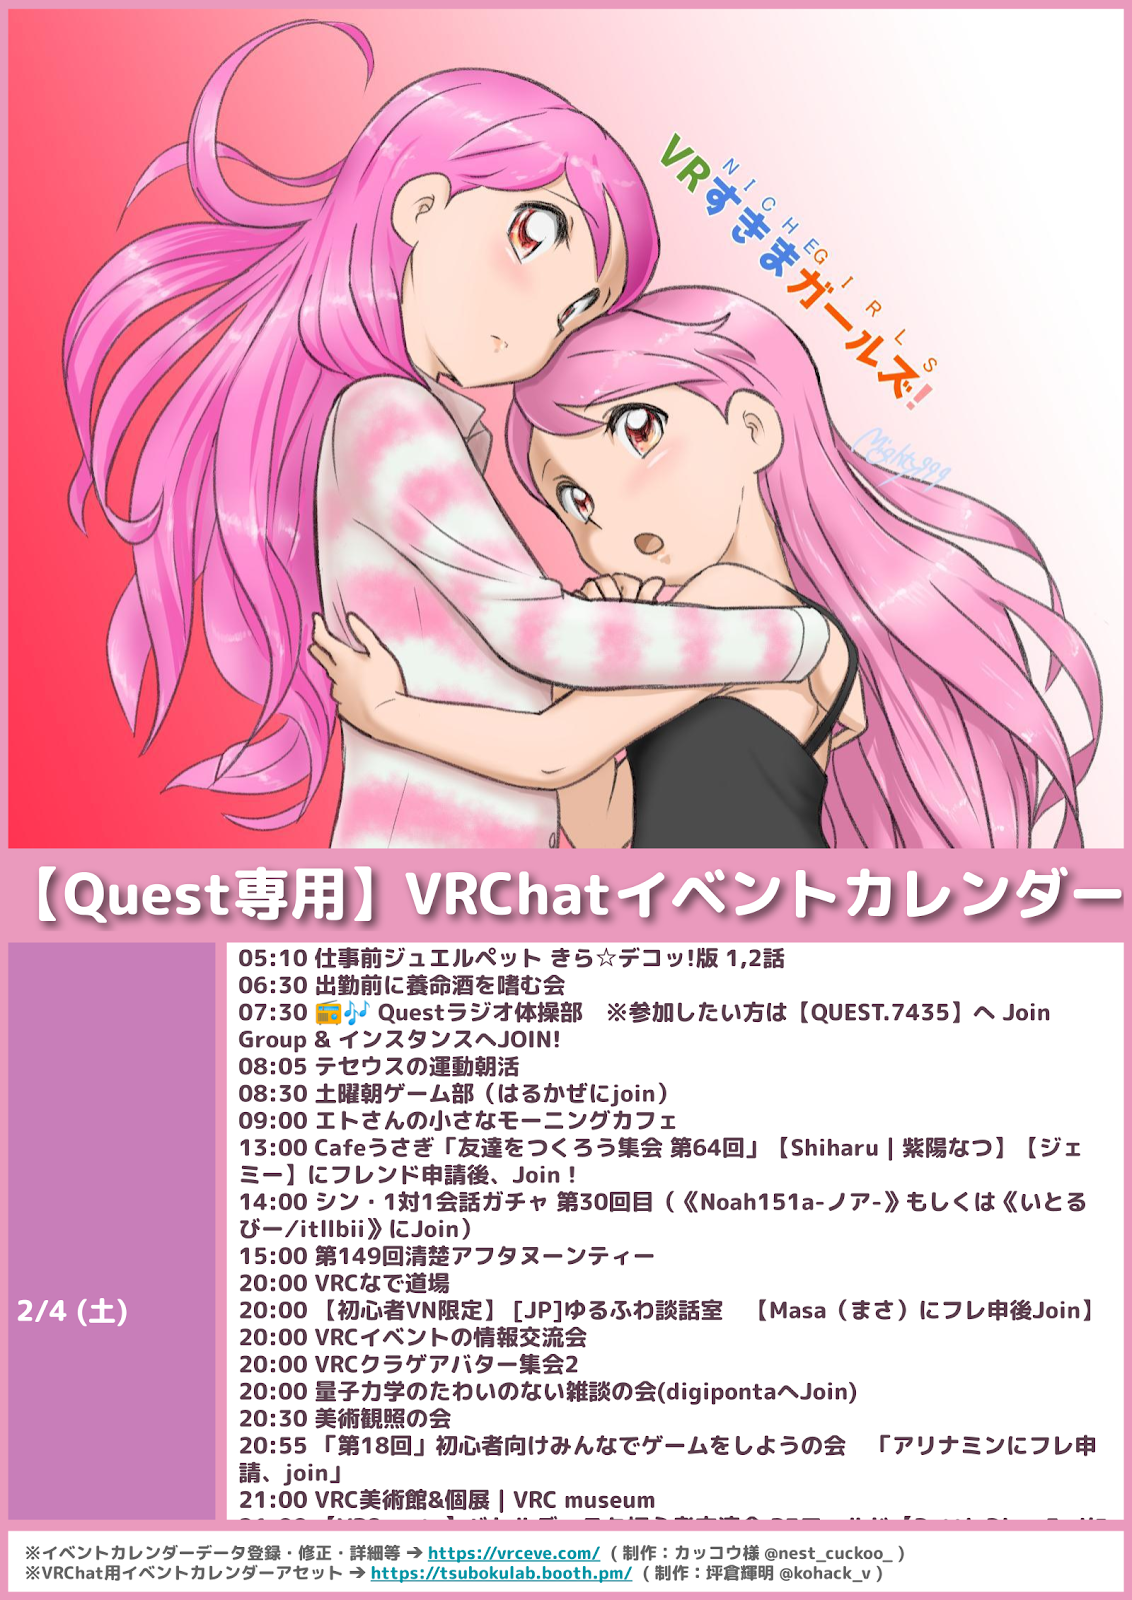 NICHE GIRLS
VRすきまガールズ!
Mighty999
【Quest専用】VRChatイベントカレンダー
2/4 (土)
05:10 仕事前ジュエルペット きら☆デコッ!版 1,2話
06:30 出勤前に養命酒を嗜む会
07:30 📻🎶 Questラジオ体操部　※参加したい方は【QUEST.7435】へ Join
Group & インスタンスへJOIN!
08:05 テセウスの運動朝活
08:30 土曜朝ゲーム部（はるかぜにjoin）
09:00 エトさんの小さなモーニングカフェ
13:00 Cafeうさぎ「友達をつくろう集会 第64回」【Shiharu | 紫陽なつ】【ジェ
ミー】にフレンド申請後、Join！
14:00 シン・1対1会話ガチャ 第30回目（《Noah151a-ノア-》もしくは《いとる
びー/itllbii》にJoin）
15:00 第149回清楚アフタヌーンティー
20:00 VRCなで道場
20:00 【初心者VN限定】 [JP]ゆるふわ談話室　【Masa（まさ）にフレ申後Join】
20:00 VRCイベントの情報交流会
20:00 VRCクラゲアバター集会2
20:00 量子力学のたわいのない雑談の会(digipontaへJoin)
20:30 美術観照の会
20:55 「第18回」初心者向けみんなでゲームをしようの会　「アリナミンにフレ申
請、join」
21:00 VRC美術館&個展 | VRC museum
※イベントカレンダーデータ登録・修正・詳細等 ➔ https://vrceve.com/ （ 制作：カッコウ様 @nest_cuckoo_ ）
※VRChat用イベントカレンダーアセット ➔ https://tsubokulab.booth.pm/ （ 制作：坪倉輝明 @kohack_v ）